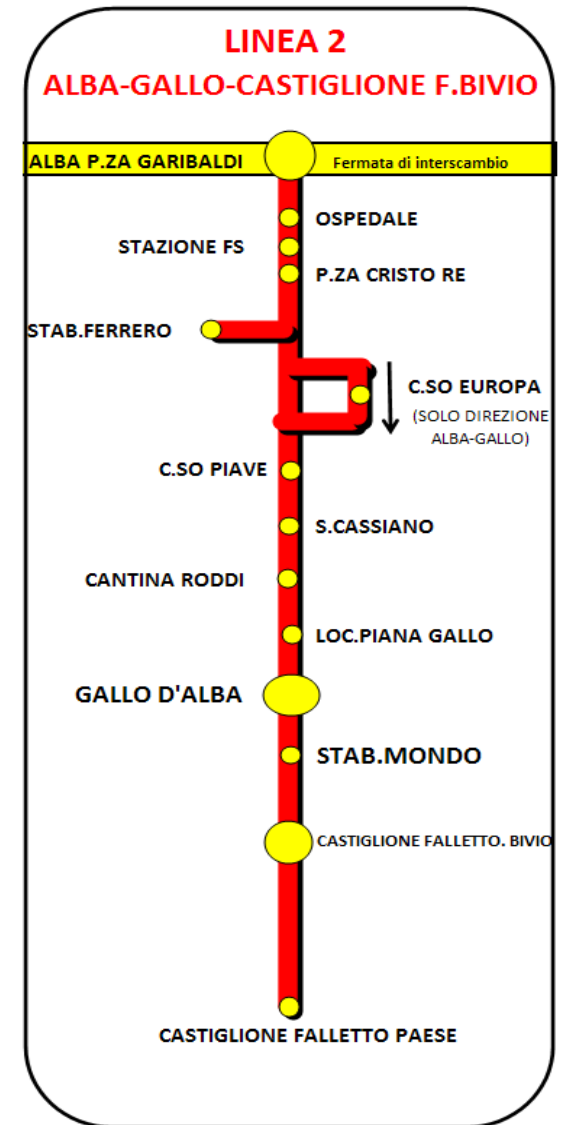 LINEA 2
ALBA-GALLO-CASTIGLIONE F.BIVIO
ALBA P.ZA GARIBALDI
Fermata di interscambio
OSPEDALE
STAZIONE FS
P.ZA CRISTO RE
STAB.FERRERO
C.SO EUROPA
(SOLO DIREZIONE
ALBA-GALLO)
C.SO PIAVE
S.CASSIANO
CANTINA RODDI
LOC.PIANA GALLO
GALLO D'ALBA
STAB.MONDO
CASTIGLIONE FALLETTO. BIVIO
CASTIGLIONE FALLETTO PAESE